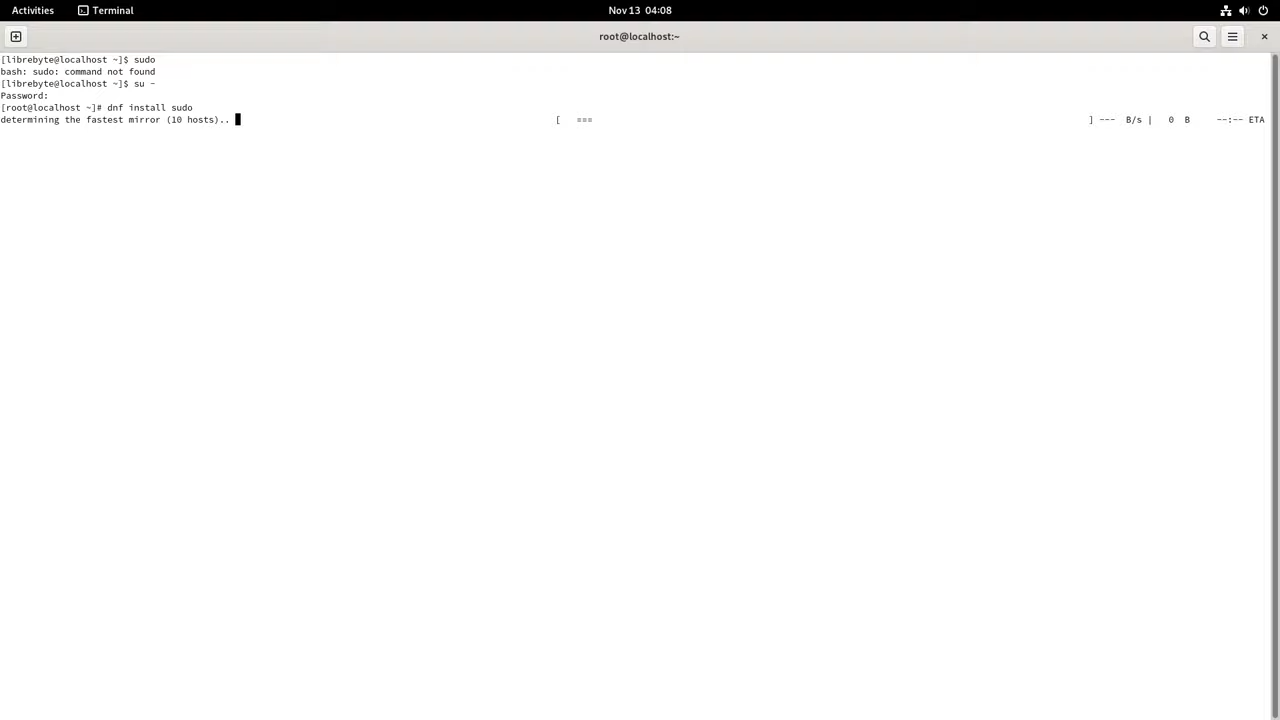 Activities Terminal Nov 13 04:08
root@localhost:~
[librebyte@localhost ~]$ sudo
bash: sudo: command not found
[librebyte@localhost ~]$ su -
Password:
[root@localhost ~]# dnf install sudo
determining the fastest mirror (10 hosts).. [ === ] --- B/s | 0 B --:-- ETA